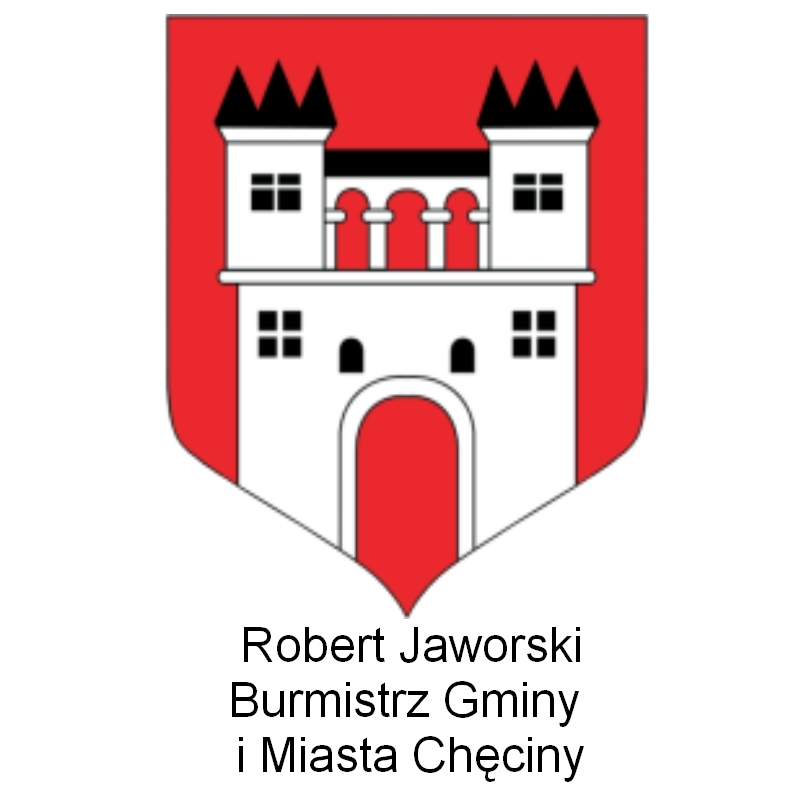 Robert Jaworski
Burmistrz Gminy
i Miasta Chęciny